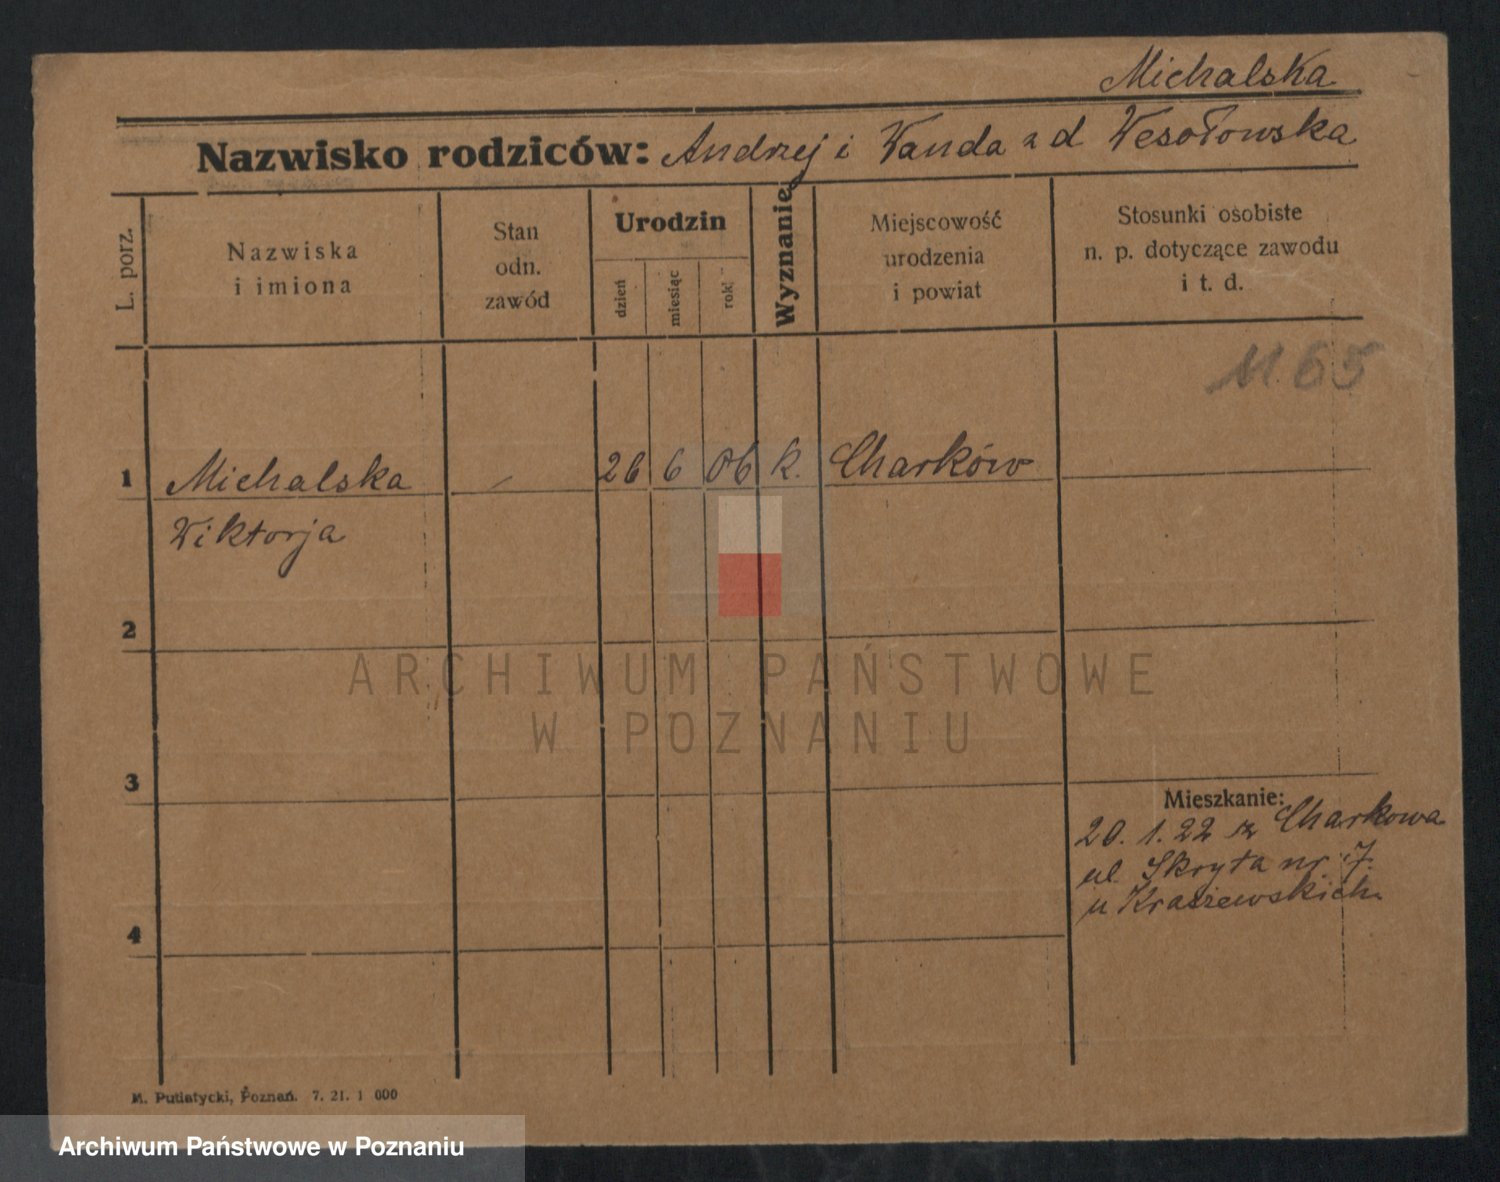 Michalska
Nazwisko rodziców: Andrzej i Wanda z d Wesołowska
L. porz.
Nazwiska
i imiona
Stan
odn.
zawód
Urodzin
dzień
miesiąc
rok
Wyznanie
Miejscowość
urodzenia
i powiat
Stosunki osobiste
n. p. dotyczące zawodu
i t. d.
M 65
1 Michalska - 26 6 06 k. Charków
Wiktorja
2
ARCHIWUM PAŃSTWOWE
W POZNANIU
3
Mieszkanie:
20. 1. 22 z Charkowa
ul. Skryta nr. 7.
u Kraszewskich.
4
M. Putiatycki, Poznań. 7. 21. 1 000
Archiwum Państwowe w Poznaniu